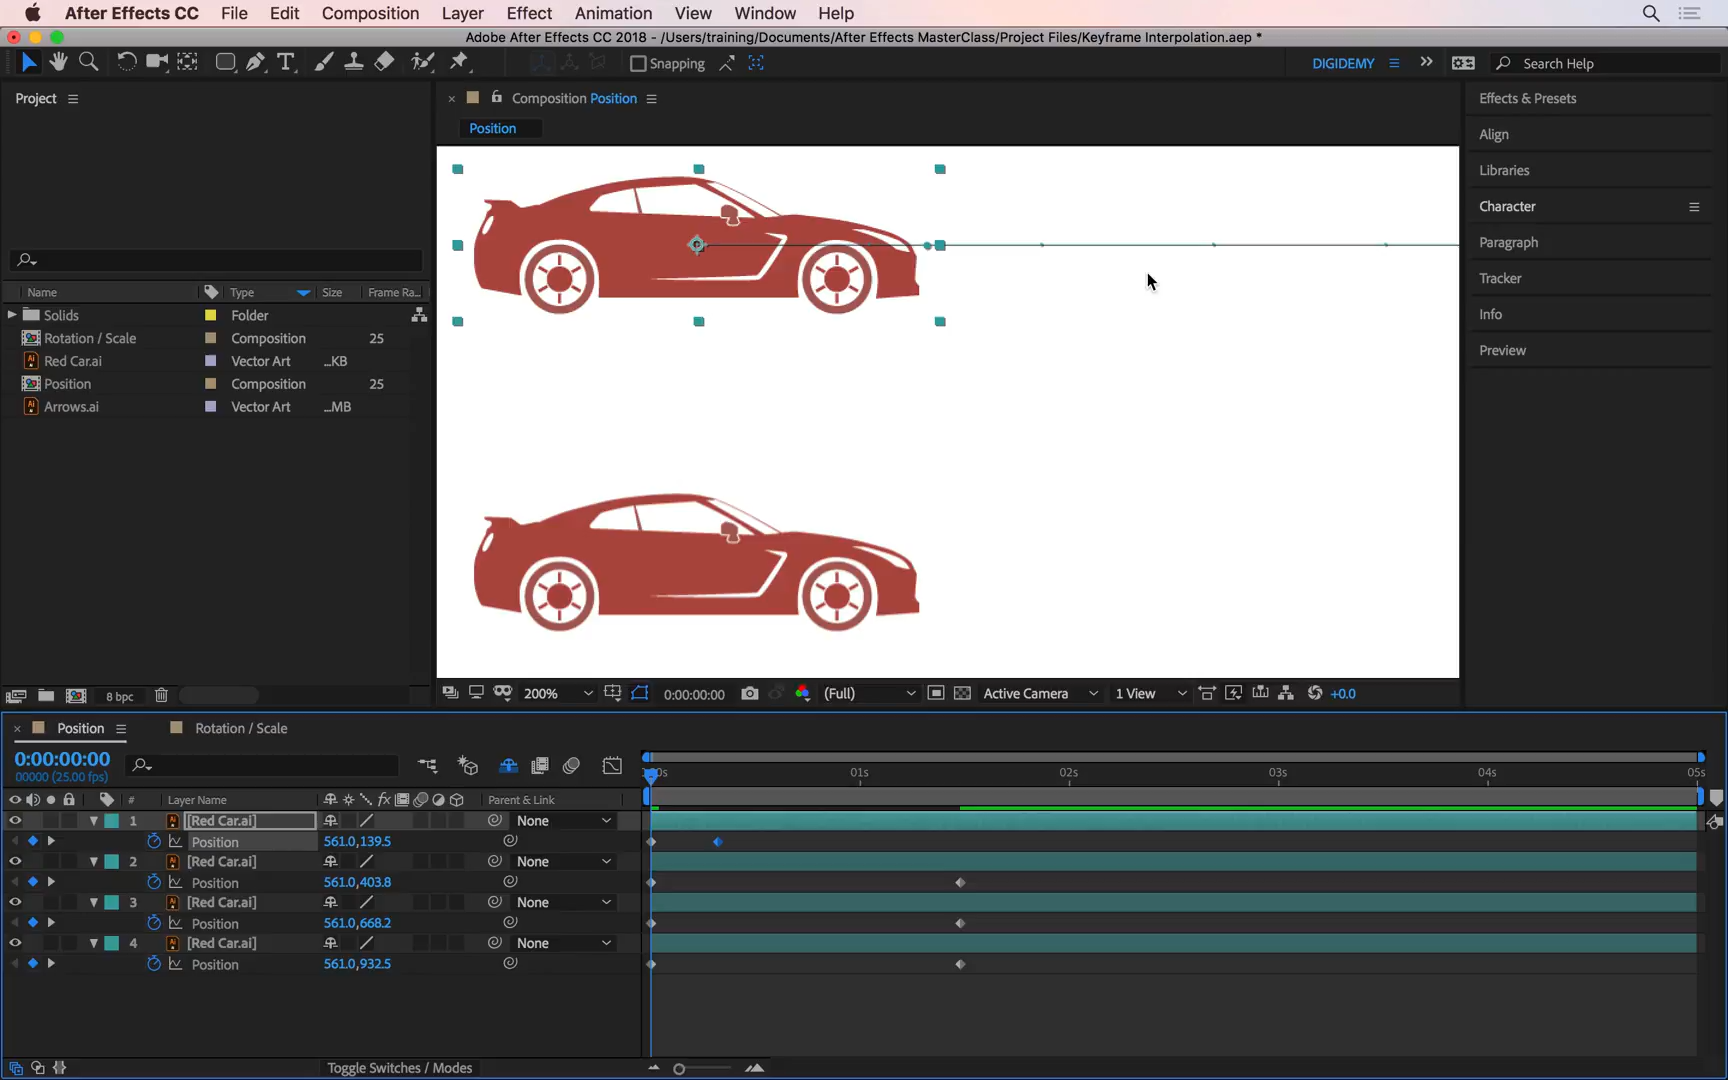 After Effects CC File Edit Composition Layer Effect Animation View Window Help
Adobe After Effects CC 2018 - /Users/training/Documents/After Effects MasterClass/Project Files/Keyframe Interpolation.aep *
Snapping DIGIDEMY Search Help
Project
Composition Position
Position
Effects & Presets
Align
Libraries
Character
Paragraph
Tracker
Info
Preview
Name Type Size Frame Ra...
Solids Folder
Rotation / Scale Composition 25
Red Car.ai Vector Art ...KB
Position Composition 25
Arrows.ai Vector Art ...MB
8 bpc
200% 0:00:00:00 (Full) Active Camera 1 View +0.0
Position Rotation / Scale
0:00:00:00
00000 (25.00 fps)
0s 01s 02s 03s 04s 05s
# Layer Name fx Parent & Link
1 [Red Car.ai] None
Position 561.0,139.5
2 [Red Car.ai] None
Position 561.0,403.8
3 [Red Car.ai] None
Position 561.0,668.2
4 [Red Car.ai] None
Position 561.0,932.5
Toggle Switches / Modes